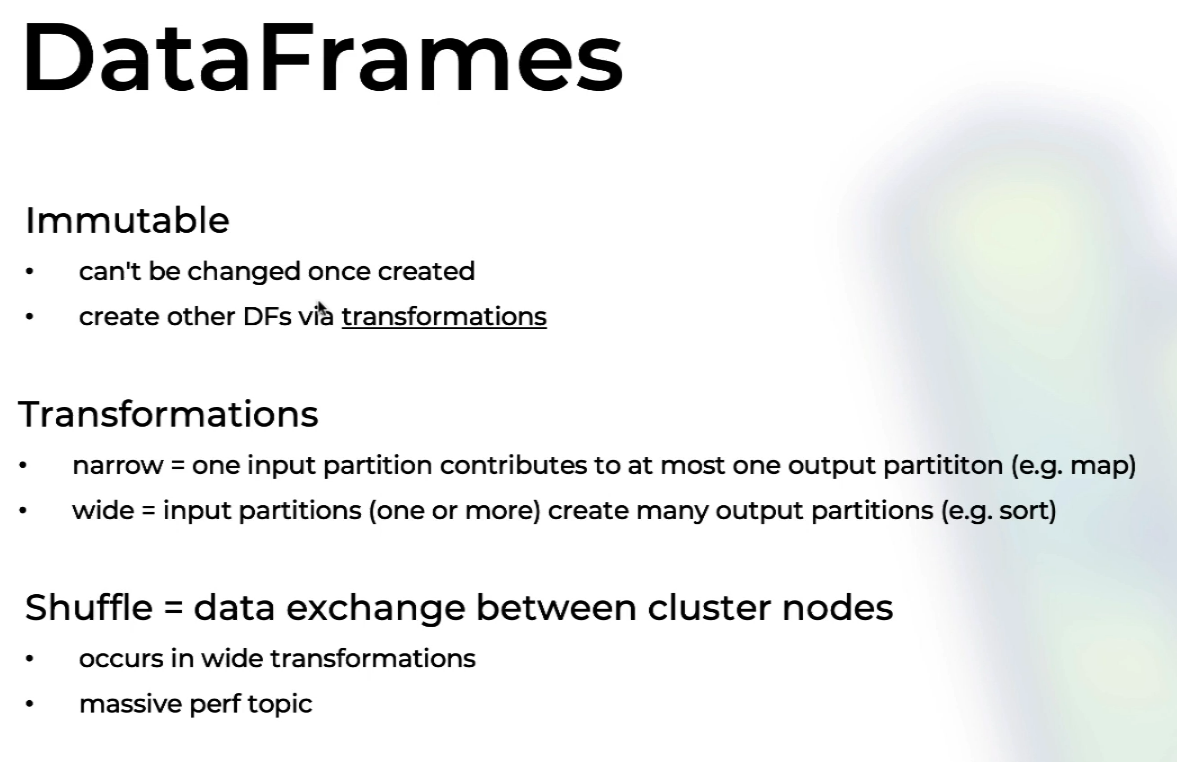 DataFrames
Immutable
• can't be changed once created
• create other DFs via transformations
Transformations
• narrow = one input partition contributes to at most one output partititon (e.g. map)
• wide = input partitions (one or more) create many output partitions (e.g. sort)
Shuffle = data exchange between cluster nodes
• occurs in wide transformations
• massive perf topic